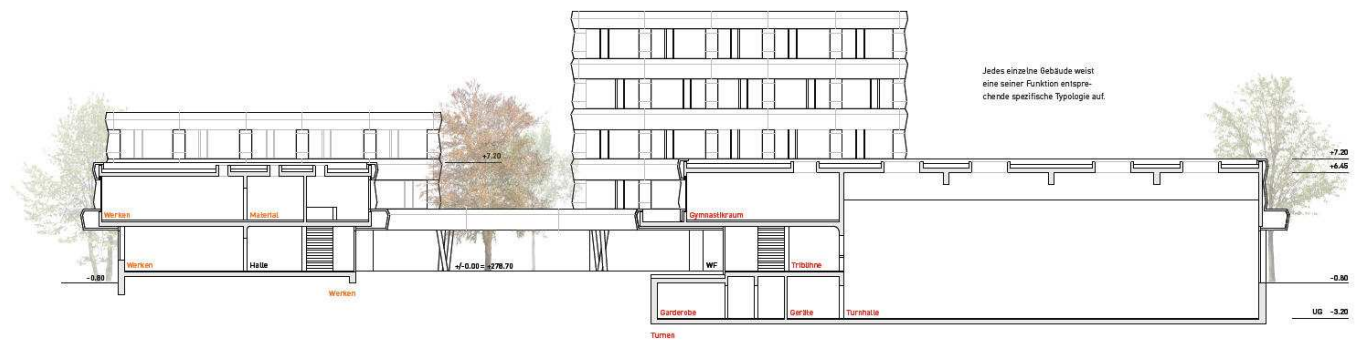 Jedes einzelne Gebäude weist
eine seiner Funktion entspre-
chende spezifische Typologie auf.
+7.20
+7.20
+6.45
Werken
Material
Gymnastikraum
Werken
Halle
+/-0.00= +278.70
WF
Tribühne
-0.80
-0.80
Werken
Garderobe
Geräte
Turnhalle
UG -3.20
Turnen